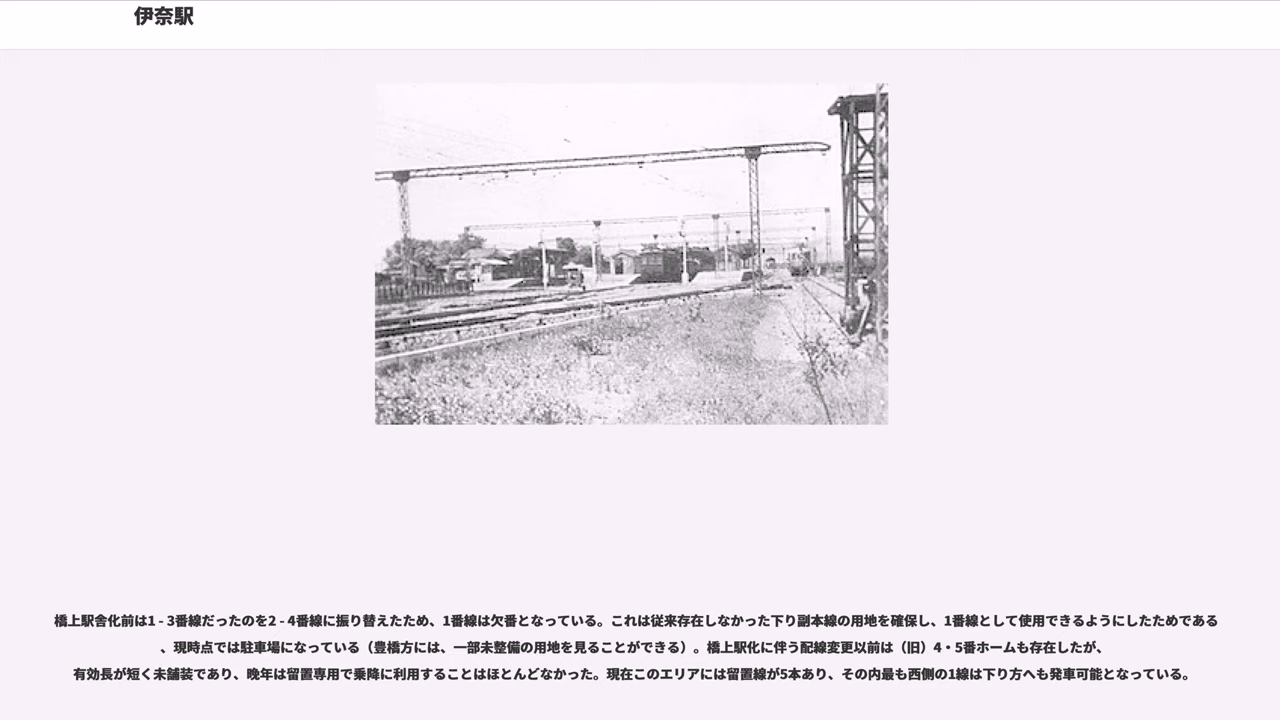 伊奈駅
橋上駅舎化前は1 - 3番線だったのを2 - 4番線に振り替えたため、1番線は欠番となっている。これは従来存在しなかった下り副本線の用地を確保し、1番線として使用できるようにしたためである
、現時点では駐車場になっている（豊橋方には、一部未整備の用地を見ることができる）。橋上駅化に伴う配線変更以前は（旧）4・5番ホームも存在したが、
有効長が短く未舗装であり、晩年は留置専用で乗降に利用することはほとんどなかった。現在このエリアには留置線が5本あり、その内最も西側の1線は下り方へも発車可能となっている。